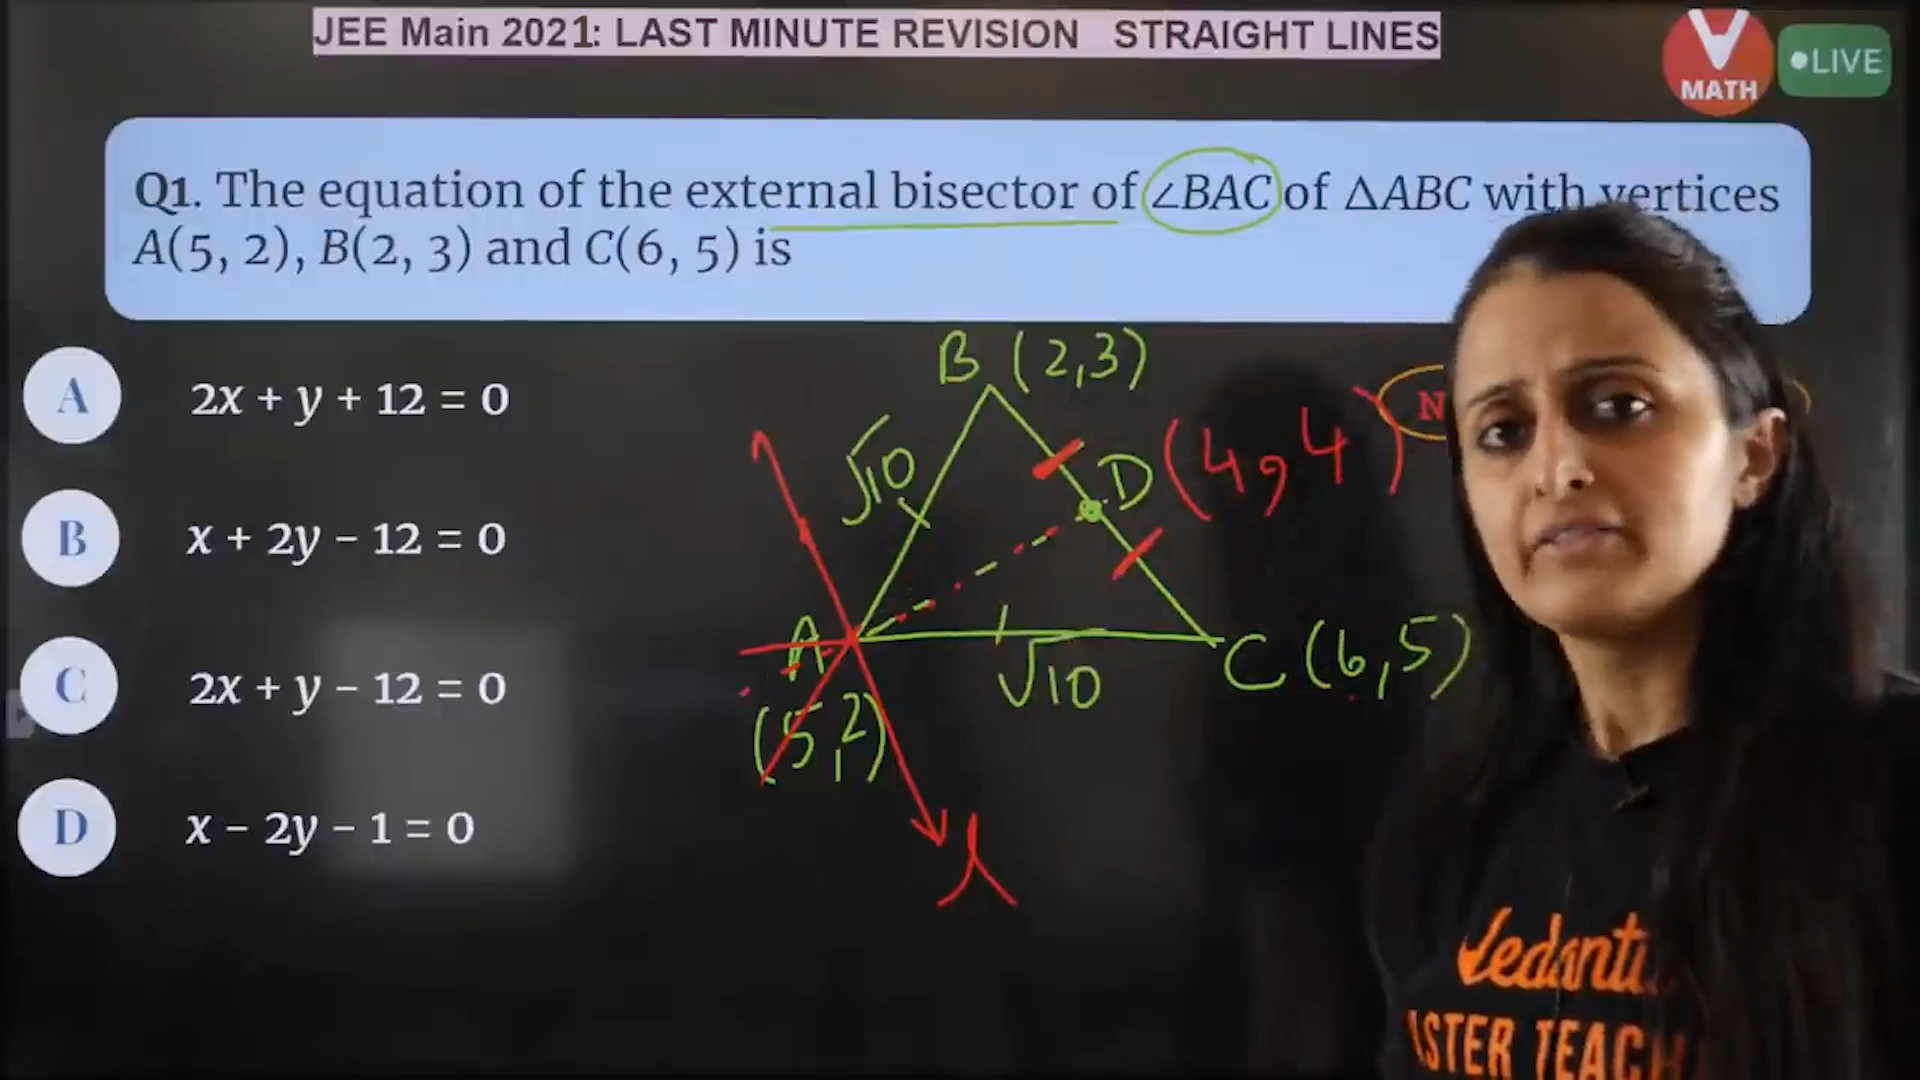 JEE Main 2021: LAST MINUTE REVISION STRAIGHT LINES
V
MATH
LIVE
Q1. The equation of the external bisector of ∠BAC of ΔABC with vertices
A(5, 2), B(2, 3) and C(6, 5) is
A 2x + y + 12 = 0
B x + 2y − 12 = 0
C 2x + y − 12 = 0
D x − 2y − 1 = 0
B (2,3)
√10
D (4,4)
A
(5,2)
√10
C (6,5)
Vedantu